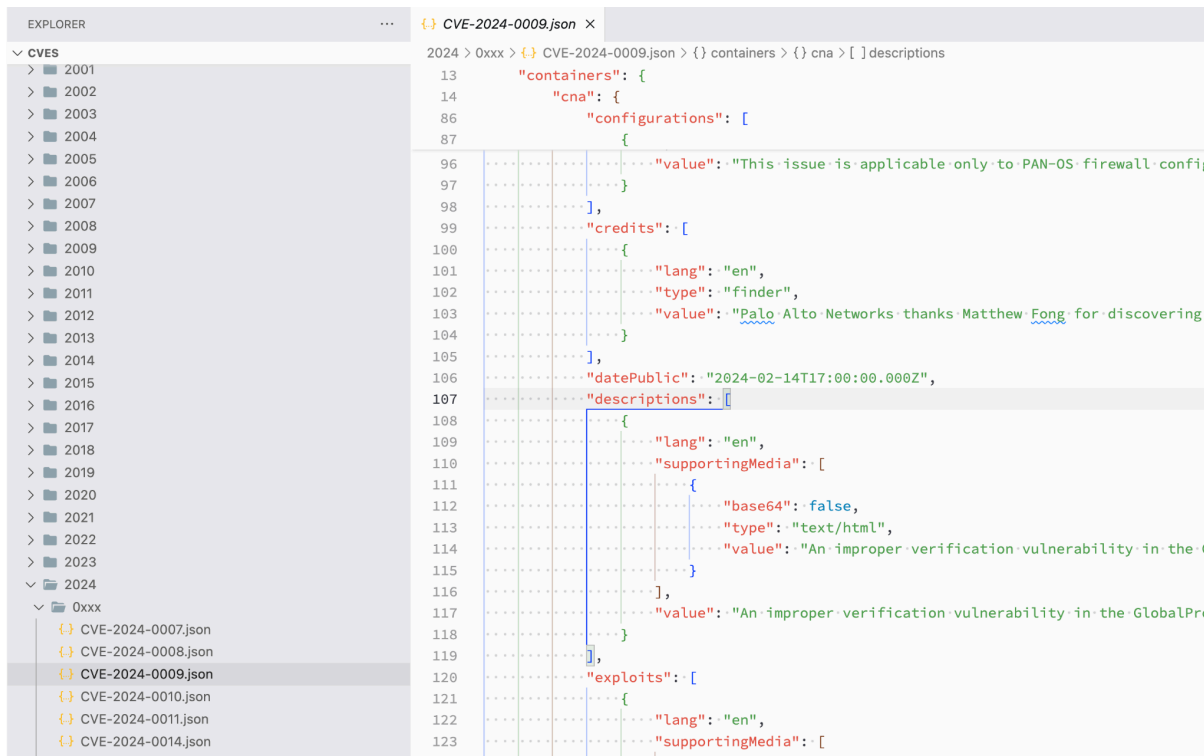 EXPLORER
···
CVES
2001
2002
2003
2004
2005
2006
2007
2008
2009
2010
2011
2012
2013
2014
2015
2016
2017
2018
2019
2020
2021
2022
2023
2024
0xxx
{..} CVE-2024-0007.json
{..} CVE-2024-0008.json
{..} CVE-2024-0009.json
{..} CVE-2024-0010.json
{..} CVE-2024-0011.json
{..} CVE-2024-0014.json
{..} CVE-2024-0009.json ×
2024 > 0xxx > {..} CVE-2024-0009.json > {} containers > {} cna > [ ] descriptions
13 "containers": {
14 "cna": {
86 "configurations": [
87 {
96 "value": "This issue is applicable only to PAN-OS firewall config
97 }
98 ],
99 "credits": [
100 {
101 "lang": "en",
102 "type": "finder",
103 "value": "Palo Alto Networks thanks Matthew Fong for discovering
104 }
105 ],
106 "datePublic": "2024-02-14T17:00:00.000Z",
107 "descriptions": [
108 {
109 "lang": "en",
110 "supportingMedia": [
111 {
112 "base64": false,
113 "type": "text/html",
114 "value": "An improper verification vulnerability in the
115 }
116 ],
117 "value": "An improper verification vulnerability in the GlobalPr
118 }
119 ],
120 "exploits": [
121 {
122 "lang": "en",
123 "supportingMedia": [